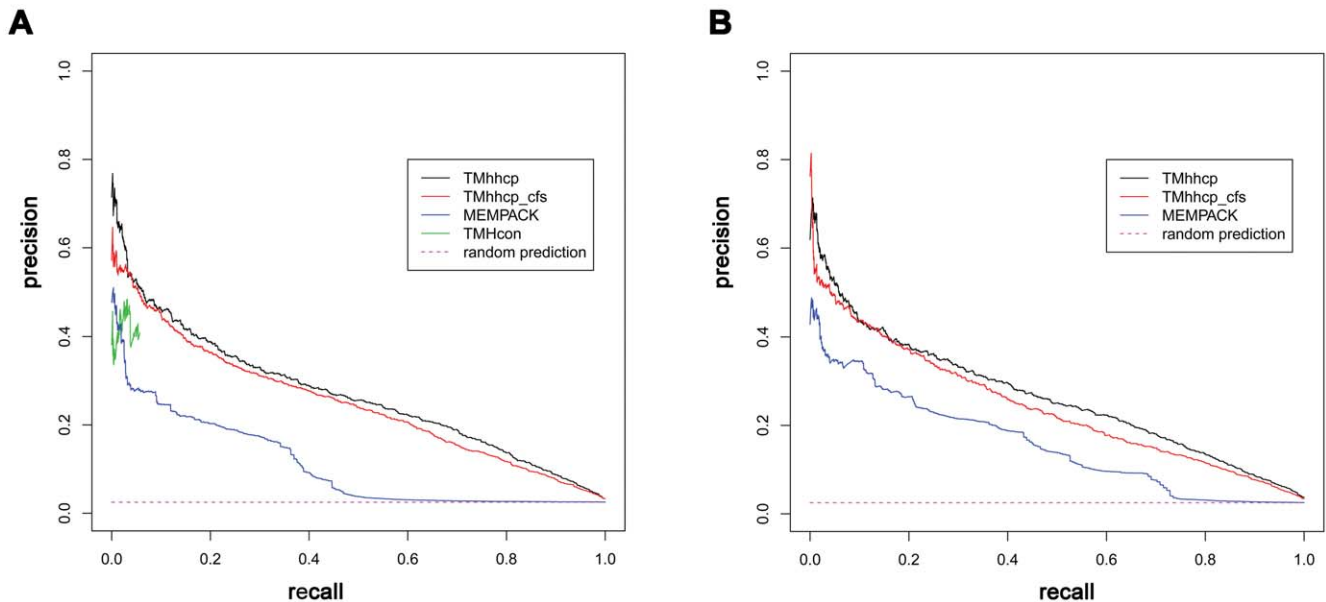 A
precision
1.0
0.8
0.6
0.4
0.2
0.0
TMhhcp
TMhhcp_cfs
MEMPACK
TMHcon
random prediction
0.0 0.2 0.4 0.6 0.8 1.0
recall
B
precision
1.0
0.8
0.6
0.4
0.2
0.0
TMhhcp
TMhhcp_cfs
MEMPACK
random prediction
0.0 0.2 0.4 0.6 0.8 1.0
recall